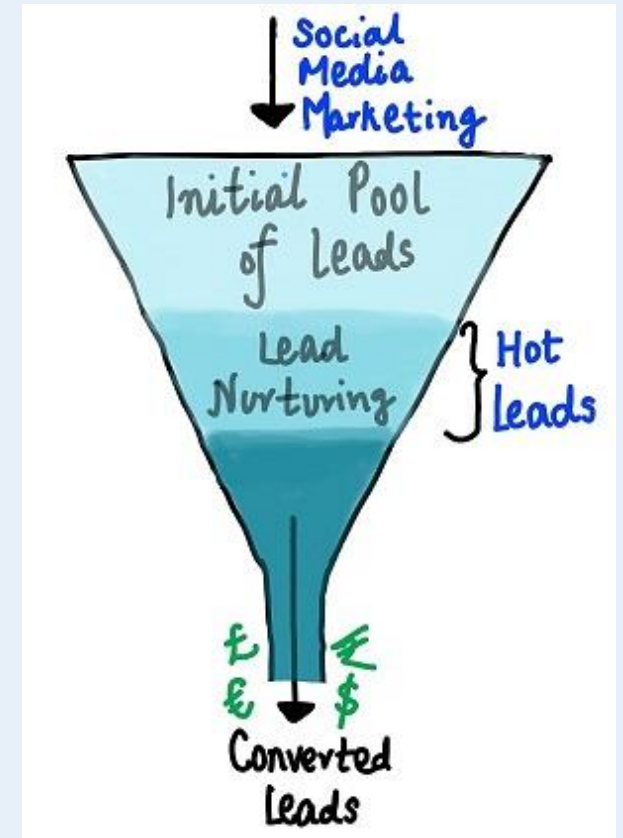 Social
Media
Marketing
Initial Pool
of Leads
Lead
Nurturing
Hot
Leads
£ ₹
€ $
Converted
Leads